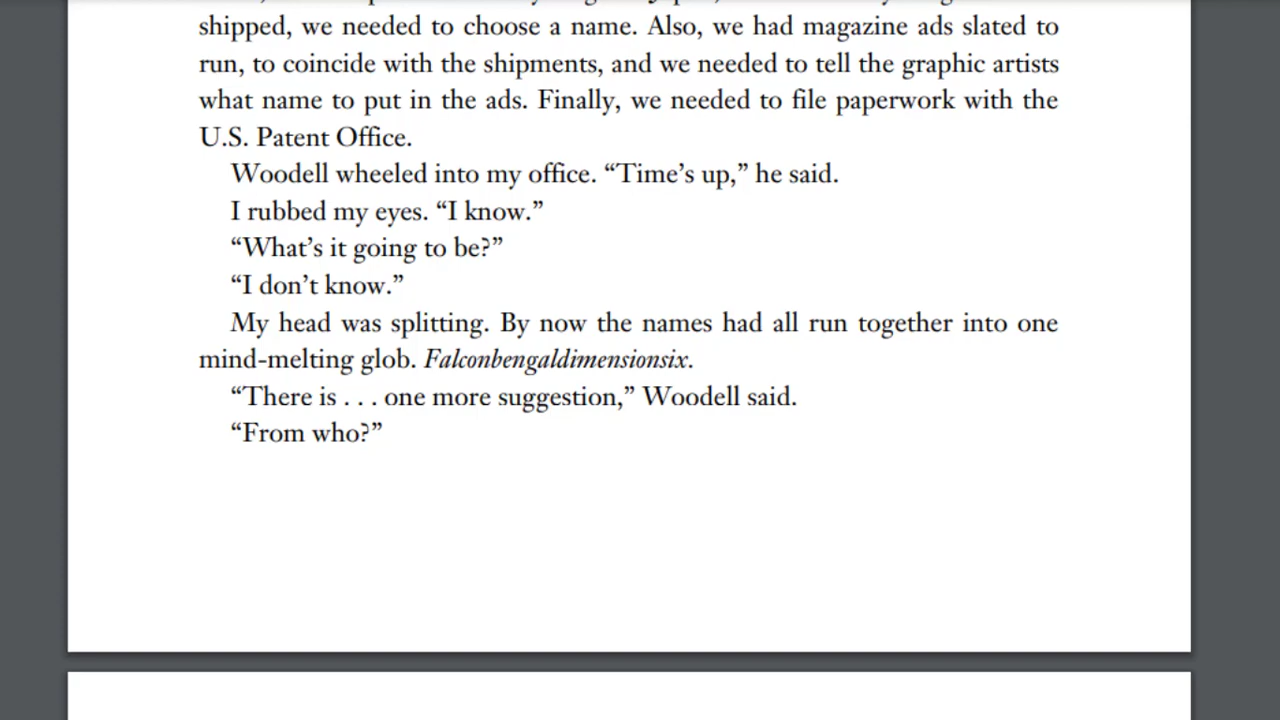 shipped, we needed to choose a name. Also, we had magazine ads slated to
run, to coincide with the shipments, and we needed to tell the graphic artists
what name to put in the ads. Finally, we needed to file paperwork with the
U.S. Patent Office.
Woodell wheeled into my office. “Time’s up,” he said.
I rubbed my eyes. “I know.”
“What’s it going to be?”
“I don’t know.”
My head was splitting. By now the names had all run together into one
mind-melting glob. Falconbengaldimensionsix.
“There is . . . one more suggestion,” Woodell said.
“From who?”